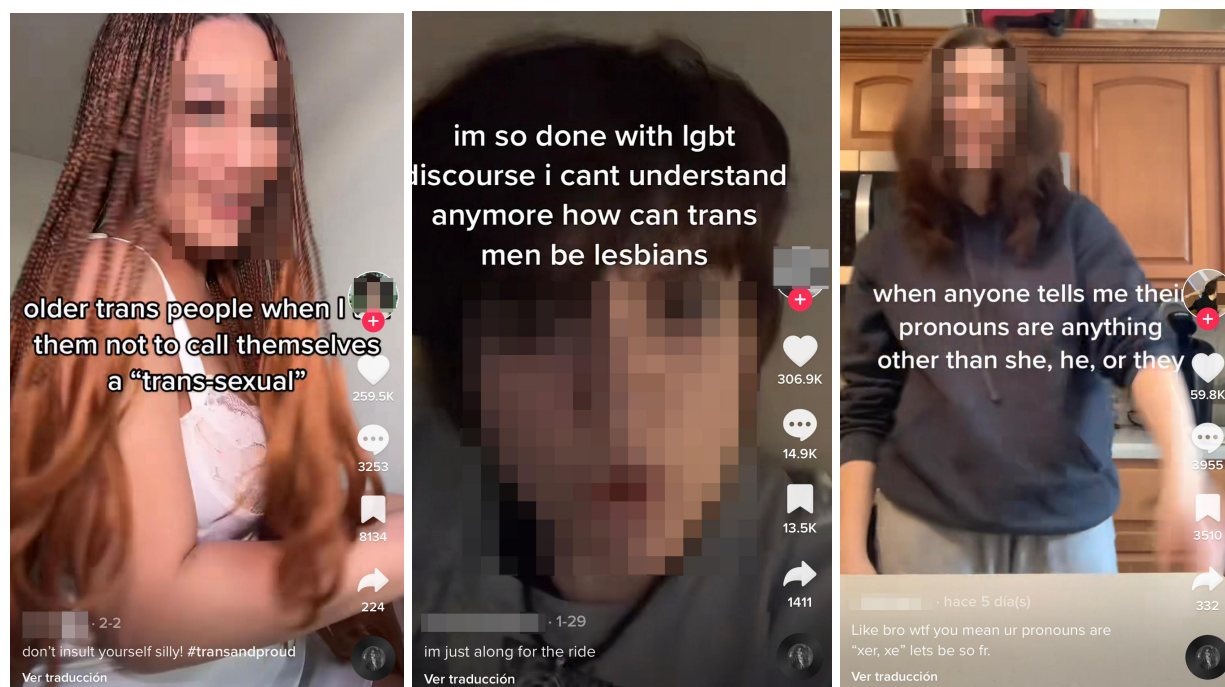 older trans people when I
them not to call themselves
a “trans-sexual”
259.5K
3253
8134
224
· 2-2
don't insult yourself silly! #transandproud
Ver traducción
im so done with lgbt
discourse i cant understand
anymore how can trans
men be lesbians
306.9K
14.9K
13.5K
1411
· 1-29
im just along for the ride
Ver traducción
when anyone tells me their
pronouns are anything
other than she, he, or they
59.8K
3955
3510
332
· hace 5 día(s)
Like bro wtf you mean ur pronouns are
“xer, xe” lets be so fr.
Ver traducción